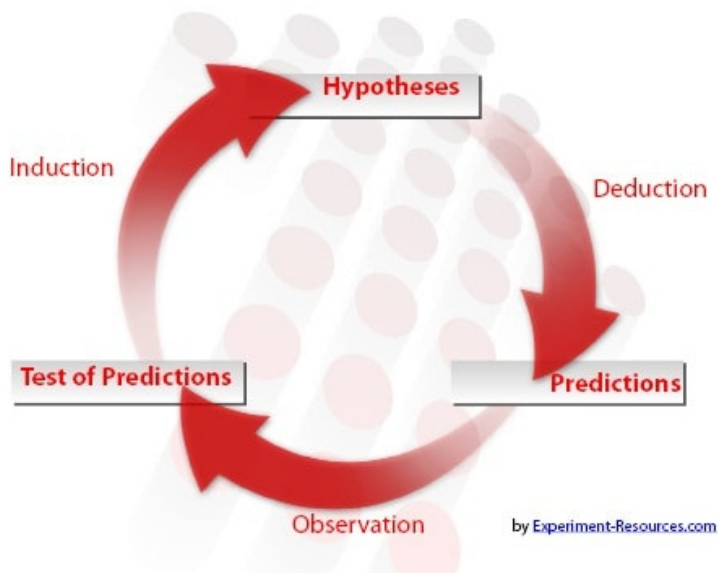 Hypotheses
Induction
Deduction
Test of Predictions
Predictions
Observation
by Experiment-Resources.com